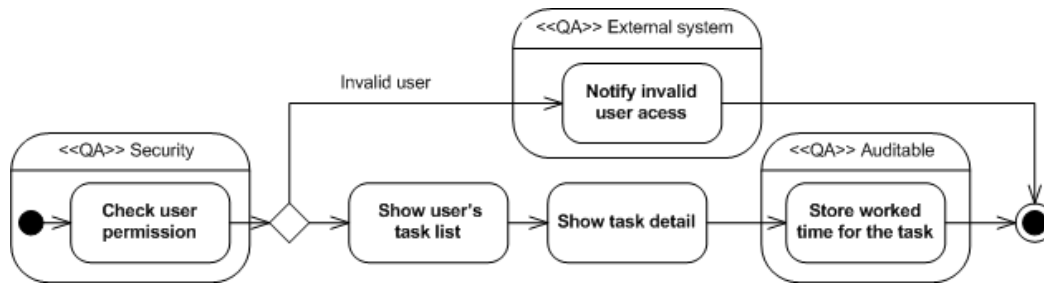 <<QA>> External system
Invalid user
Notify invalid
user acess
<<QA>> Security
<<QA>> Auditable
Check user
permission
Show user's
task list
Show task detail
Store worked
time for the task